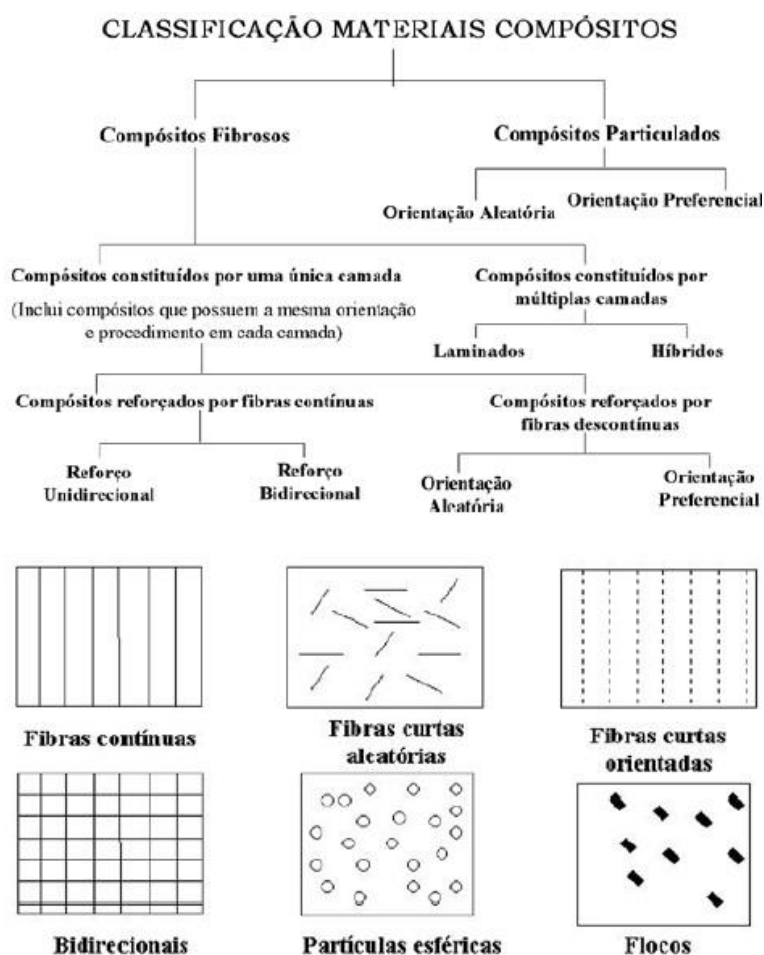 CLASSIFICAÇÃO MATERIAIS COMPÓSITOS
Compósitos Fibrosos
Compósitos Particulados
Orientação Aleatória
Orientação Preferencial
Compósitos constituídos por uma única camada
(Inclui compósitos que possuem a mesma orientação
e procedimento em cada camada)
Compósitos constituídos por
múltiplas camadas
Laminados
Híbridos
Compósitos reforçados por fibras contínuas
Compósitos reforçados por
fibras descontínuas
Reforço
Unidirecional
Reforço
Bidirecional
Orientação
Aleatória
Orientação
Preferencial
Fibras contínuas
Fibras curtas
aleatórias
Fibras curtas
orientadas
Bidirecionais
Partículas esféricas
Flocos